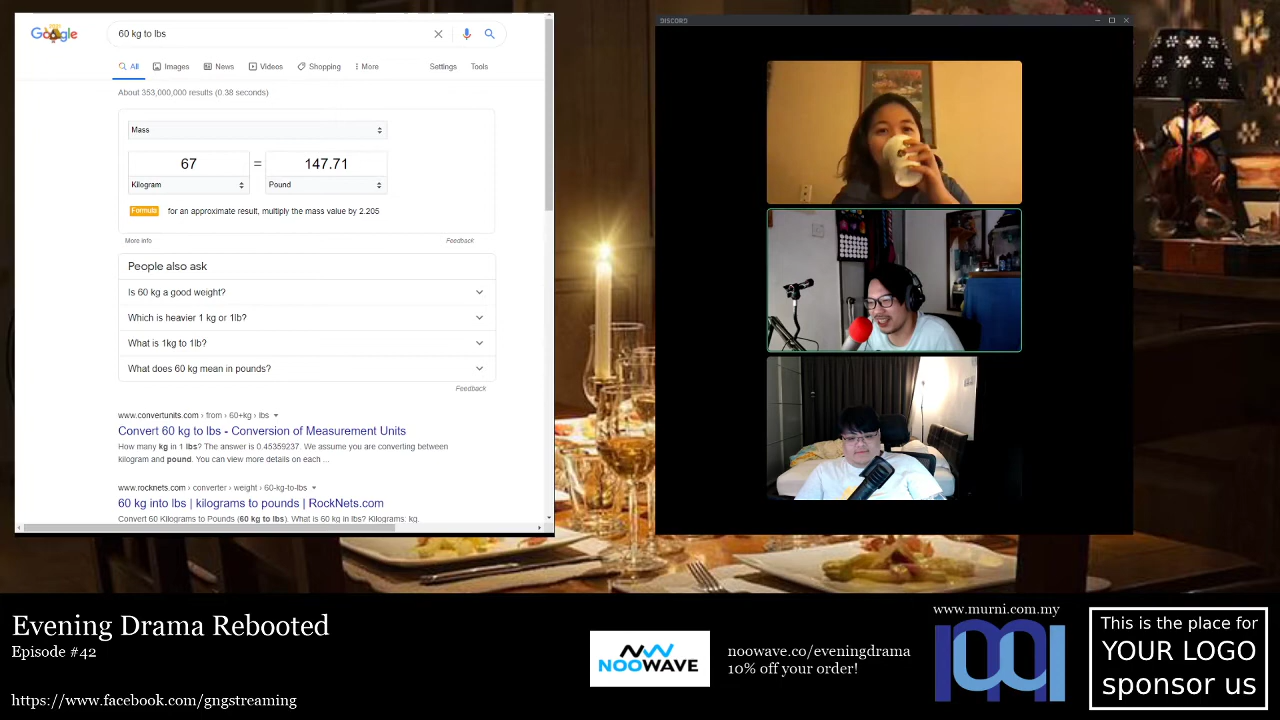 Google
60 kg to lbs
All
Images
News
Videos
Shopping
More
Settings
Tools
About 353,000,000 results (0.38 seconds)
Mass
67
=
147.71
Kilogram
Pound
Formula
for an approximate result, multiply the mass value by 2.205
More info
Feedback
People also ask
Is 60 kg a good weight?
Which is heavier 1 kg or 1lb?
What is 1kg to 1lb?
What does 60 kg mean in pounds?
Feedback
www.convertunits.com › from › 60+kg › lbs
Convert 60 kg to lbs - Conversion of Measurement Units
How many kg in 1 lbs? The answer is 0.45359237. We assume you are converting between
kilogram and pound. You can view more details on each ...
www.rocknets.com › converter › weight › 60-kg-to-lbs
60 kg into lbs | kilograms to pounds | RockNets.com
Convert 60 Kilograms to Pounds (60 kg to lbs). What is 60 kg in lbs? Kilograms: kg.
DISCORD
Evening Drama Rebooted
Episode #42
https://www.facebook.com/gngstreaming
NOOWAVE
noowave.co/eveningdrama
10% off your order!
www.murni.com.my
This is the place for
YOUR LOGO
sponsor us